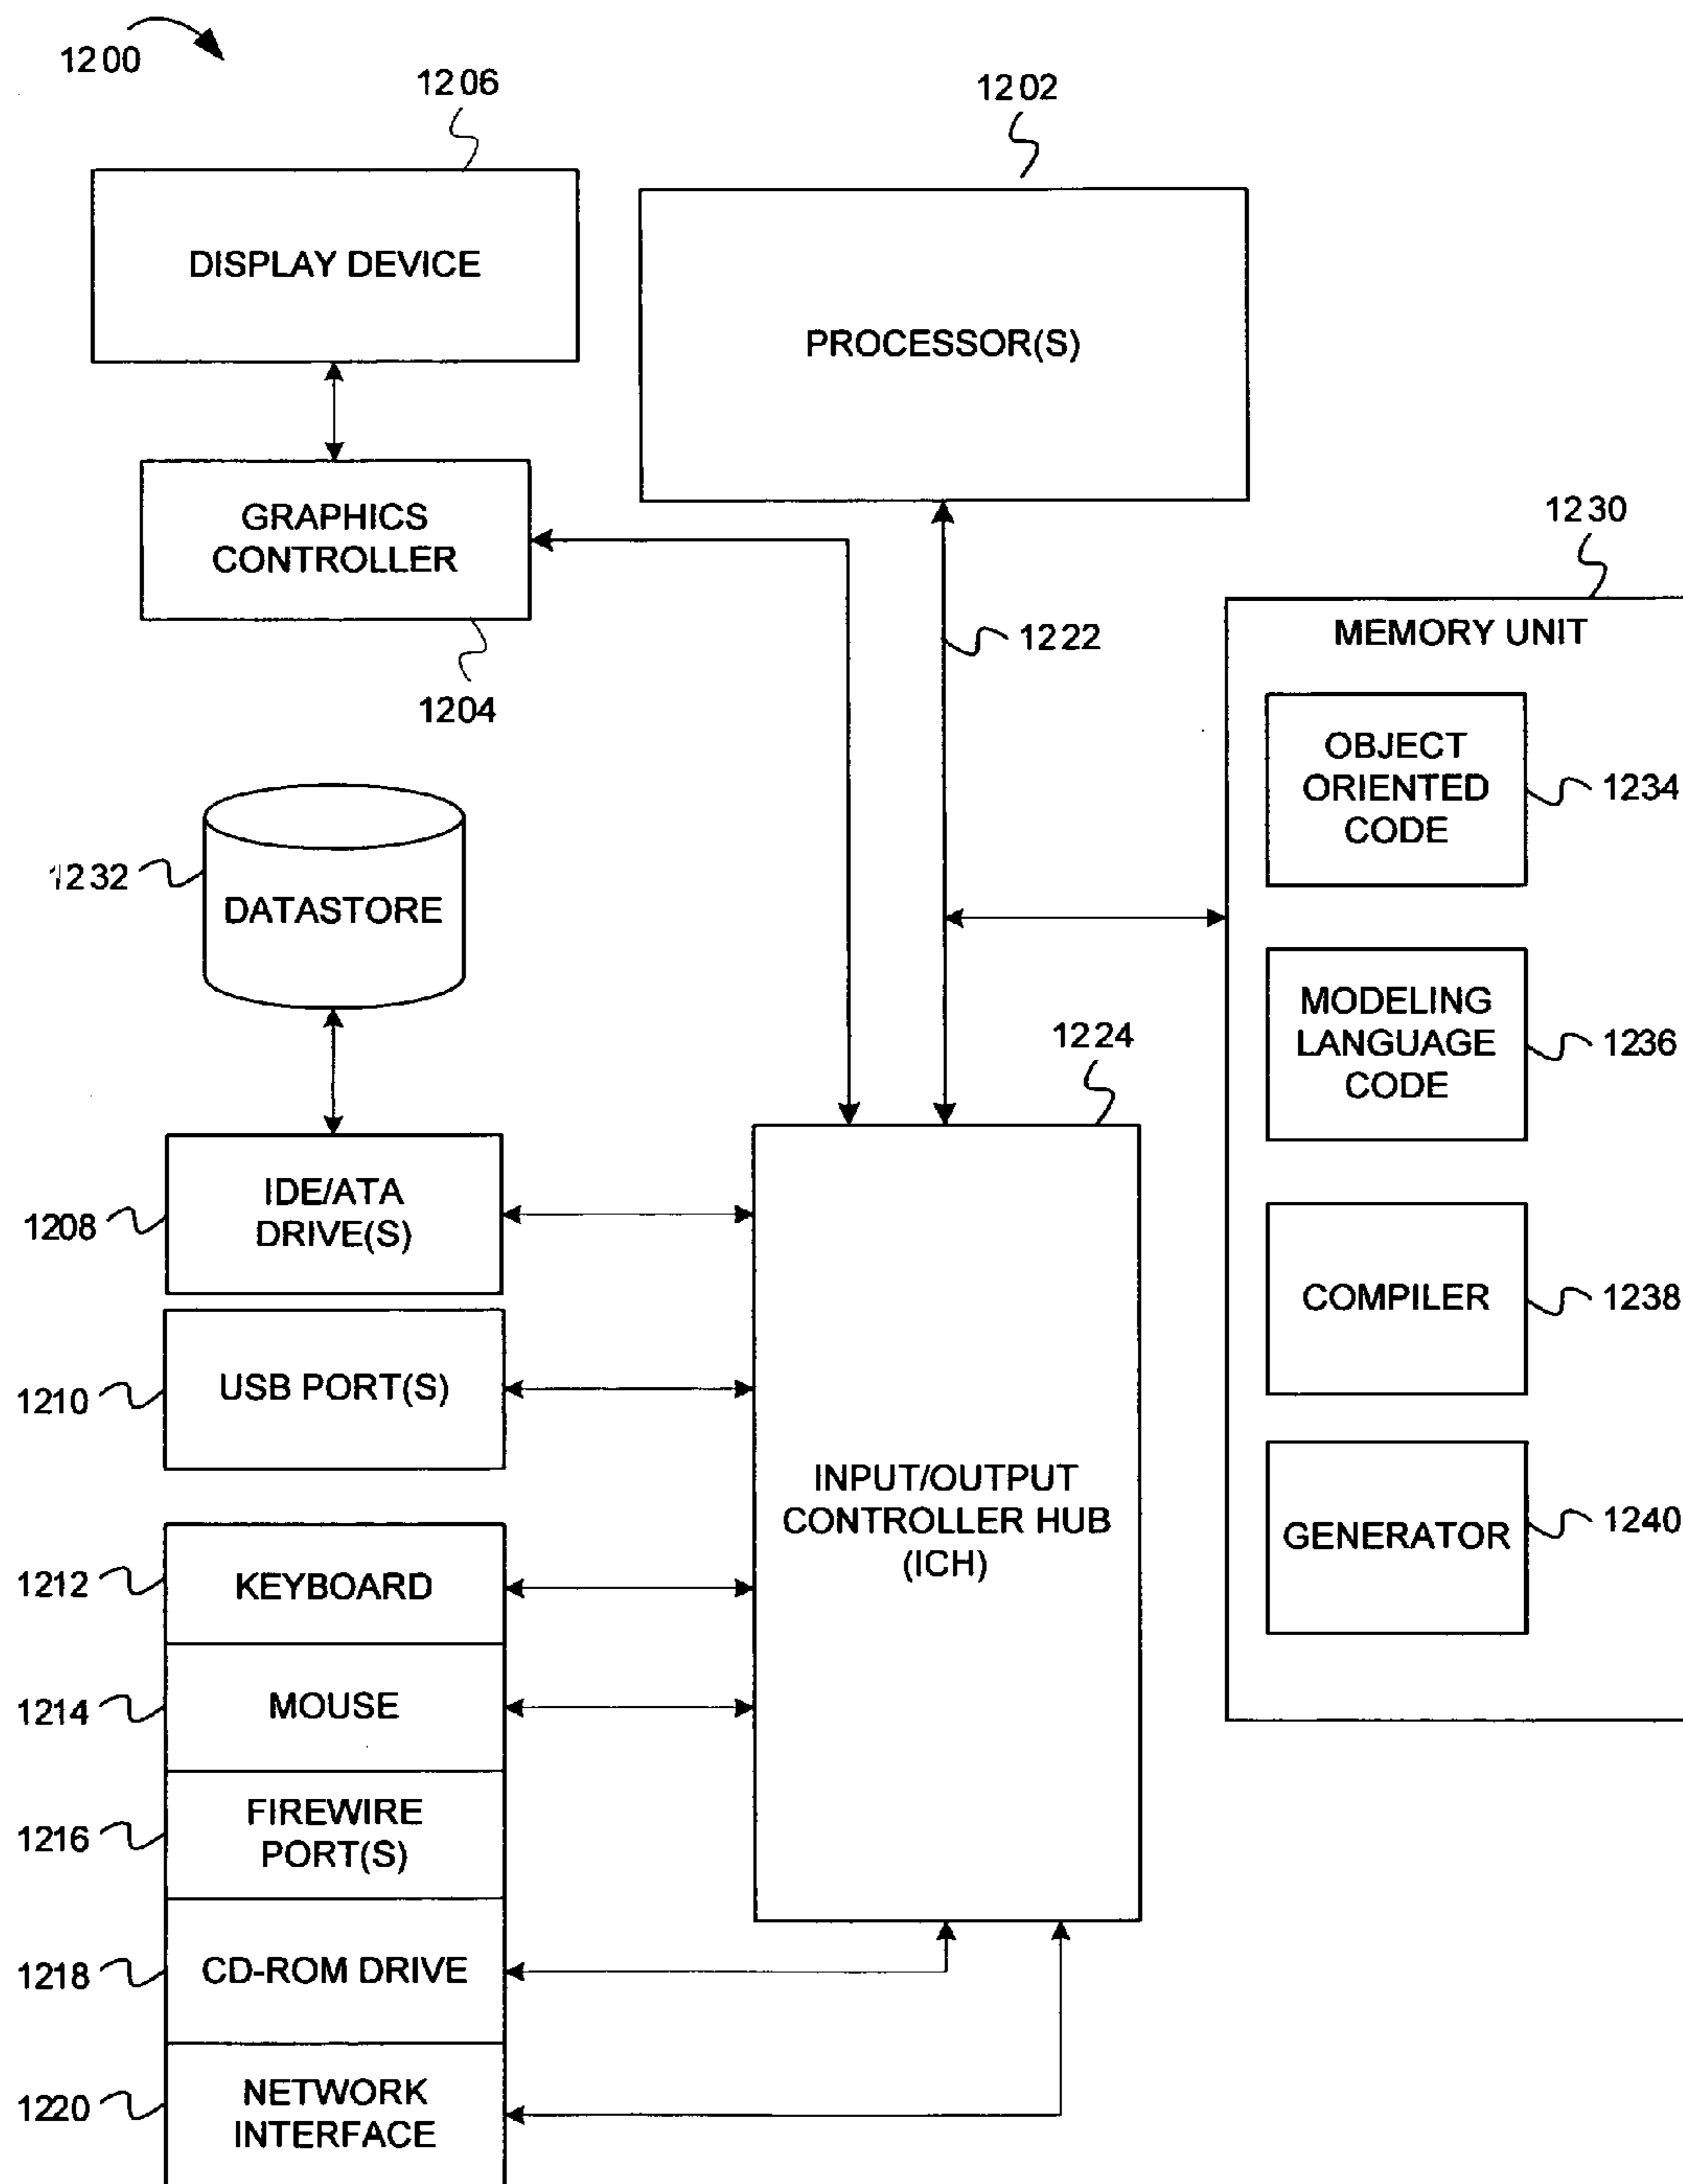 1200
1206
1202
DISPLAY DEVICE
PROCESSOR(S)
GRAPHICS
CONTROLLER
1204
1222
1230
MEMORY UNIT
OBJECT
ORIENTED
CODE
1234
1232
DATASTORE
MODELING
LANGUAGE
CODE
1236
1224
IDE/ATA
DRIVE(S)
1208
COMPILER
1238
USB PORT(S)
1210
INPUT/OUTPUT
CONTROLLER HUB
(ICH)
GENERATOR
1240
1212
KEYBOARD
1214
MOUSE
1216
FIREWIRE
PORT(S)
1218
CD-ROM DRIVE
1220
NETWORK
INTERFACE